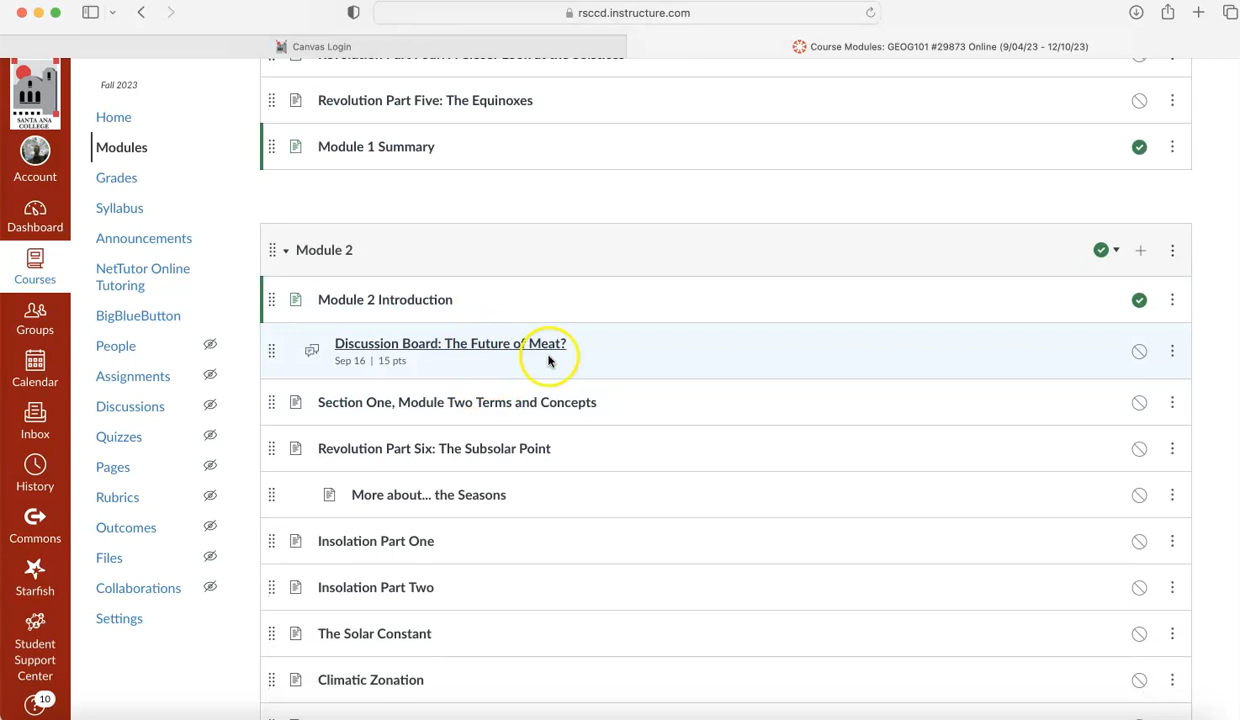 rsccd.instructure.com
Canvas Login
Course Modules: GEOG101 #29873 Online (9/04/23 - 12/10/23)
SANTA ANA
COLLEGE
Account
Dashboard
Courses
Groups
Calendar
Inbox
History
Commons
Starfish
Student
Support
Center
10
Fall 2023
Home
Modules
Grades
Syllabus
Announcements
NetTutor Online
Tutoring
BigBlueButton
People
Assignments
Discussions
Quizzes
Pages
Rubrics
Outcomes
Files
Collaborations
Settings
Revolution Part Five: The Equinoxes
Module 1 Summary
Module 2
Module 2 Introduction
Discussion Board: The Future of Meat?
Sep 16 | 15 pts
Section One, Module Two Terms and Concepts
Revolution Part Six: The Subsolar Point
More about... the Seasons
Insolation Part One
Insolation Part Two
The Solar Constant
Climatic Zonation